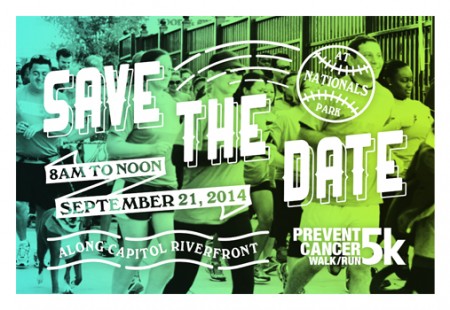 SAVE
THE
DATE
AT
NATIONALS
PARK
8AM TO NOON
SEPTEMBER 21, 2014
ALONG CAPITOL RIVERFRONT
PREVENT
CANCER
WALK/RUN
5k